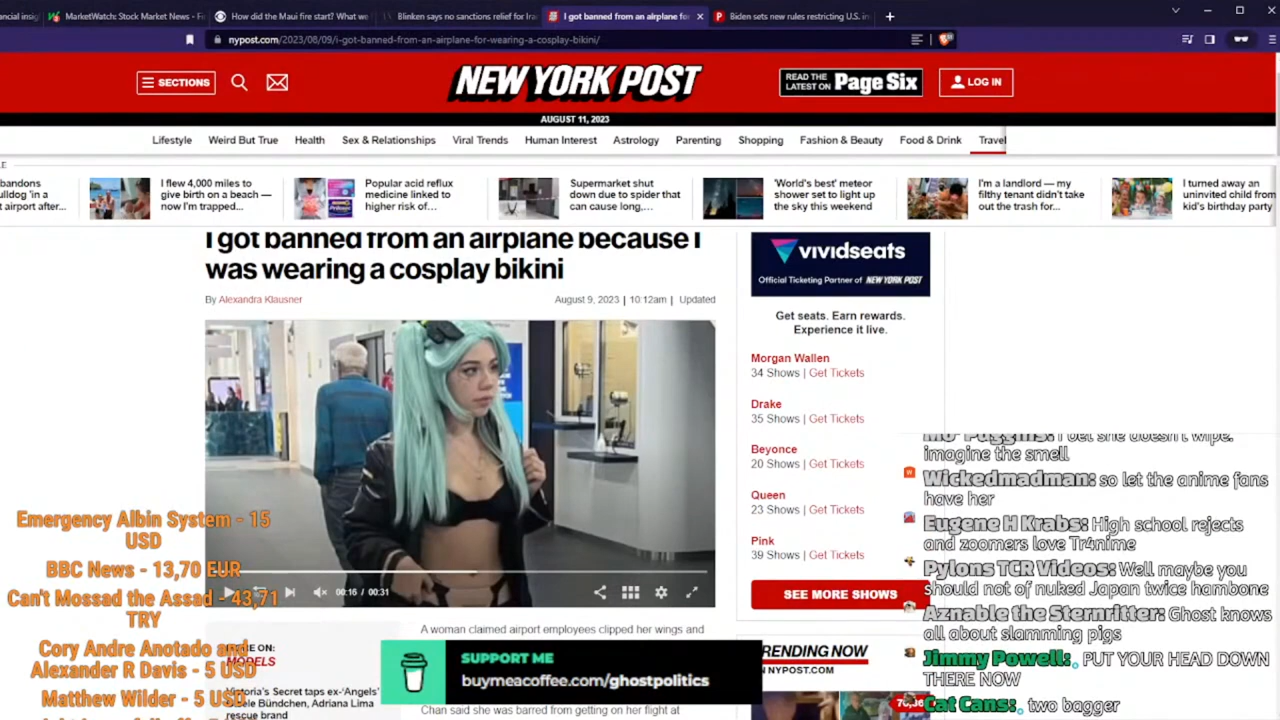 MarketWatch: Stock Market News - Fi
How did the Maui fire start? What we
Blinken says no sanctions relief for Ira
I got banned from an airplane fo
Biden sets new rules restricting U.S. in
nypost.com/2023/08/09/i-got-banned-from-an-airplane-for-wearing-a-cosplay-bikini/
SECTIONS
NEW YORK POST
READ THE
LATEST ON
Page Six
LOG IN
AUGUST 11, 2023
Lifestyle
Weird But True
Health
Sex & Relationships
Viral Trends
Human Interest
Astrology
Parenting
Shopping
Fashion & Beauty
Food & Drink
Travel
I flew 4,000 miles to
give birth on a beach —
now I'm trapped...
Popular acid reflux
medicine linked to
higher risk of...
Supermarket shut
down due to spider that
can cause long,...
'World's best' meteor
shower set to light up
the sky this weekend
I'm a landlord — my
filthy tenant didn't take
out the trash for...
I turned away an
uninvited child from
kid's birthday party
I got banned from an airplane because I
was wearing a cosplay bikini
By Alexandra Klausner
August 9, 2023 | 10:12am | Updated
vividseats
Official Ticketing Partner of NEW YORK POST
Get seats. Earn rewards.
Experience it live.
Morgan Wallen
34 Shows | Get Tickets
Drake
35 Shows | Get Tickets
Beyonce
20 Shows | Get Tickets
Queen
23 Shows | Get Tickets
Pink
39 Shows | Get Tickets
SEE MORE SHOWS
00:16 / 00:31
A woman claimed airport employees clipped her wings and
Chan said she was barred from getting on her flight at
MODELS
Victoria's Secret taps ex-'Angels'
Bündchen, Adriana Lima
rescue brand
SUPPORT ME
buymeacoffee.com/ghostpolitics
TRENDING NOW
IN NYPOST.COM
Emergency Albin System - 15
USD
BBC News - 13,70 EUR
Can't Mossad the Assad - 43,71
TRY
Cory Andre Anotado and
Alexander R Davis - 5 USD
Matthew Wilder - 5 USD
imagine the smell
Wickedmadman: so let the anime fans
have her
Eugene H Krabs: High school rejects
and zoomers love Tr4nime
Pylons TCR Videos: Well maybe you
should not of nuked Japan twice hambone
Aznable the Sternritter: Ghost knows
all about slamming pigs
Jimmy Powell: PUT YOUR HEAD DOWN
THERE NOW
Cat Cans: two bagger